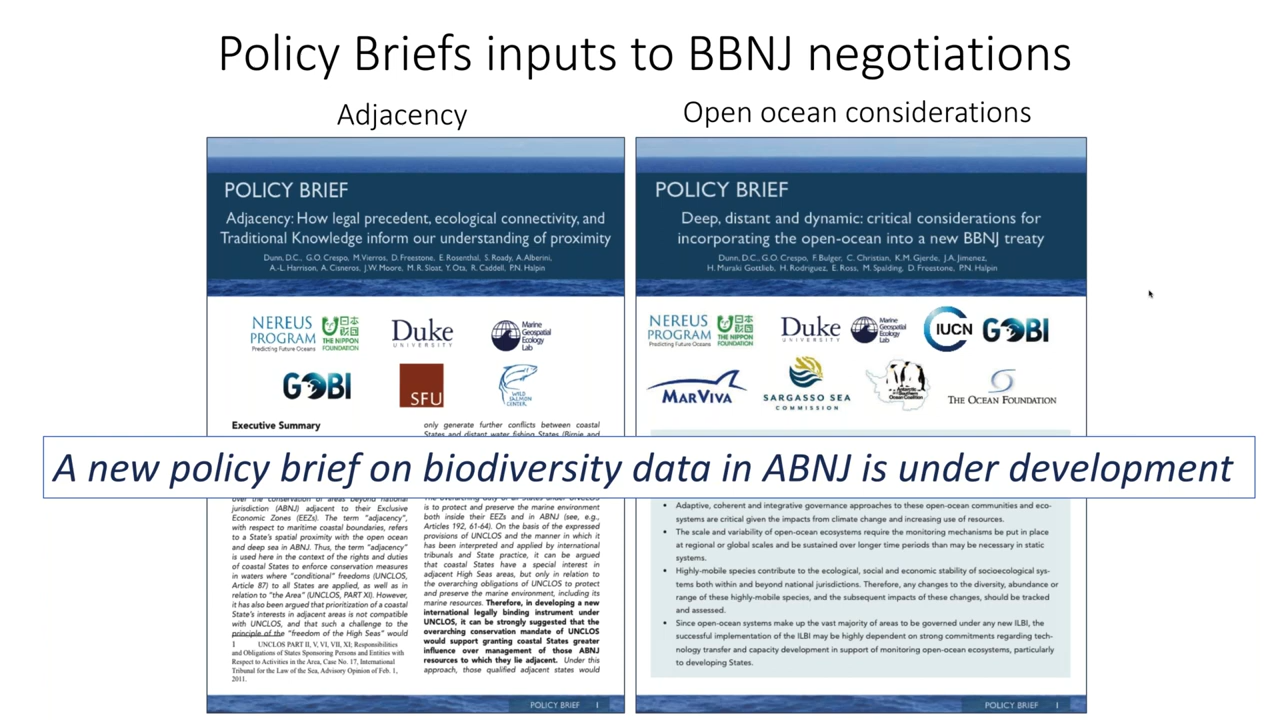 Policy Briefs inputs to BBNJ negotiations
Adjacency
POLICY BRIEF
Adjacency: How legal precedent, ecological connectivity, and
Traditional Knowledge inform our understanding of proximity
Dunn, D.C., G.O. Crespo, M. Vierros, D. Freestone, E. Rosenthal, S. Roady, A. Alberini,
A.-L. Harrison, A. Cisneros, J.W. Moore, M.R. Sloat, Y. Ota, R. Caddell, P.N. Halpin
NEREUS
PROGRAM
Predicting Future Oceans
日本
財団
THE NIPPON
FOUNDATION
Duke
UNIVERSITY
Marine
Geospatial
Ecology
Lab
GOBI
SFU
WILD
SALMON
CENTER
Executive Summary
only generate further conflicts between coastal
States and distant water fishing States (Birnie and
Open ocean considerations
POLICY BRIEF
Deep, distant and dynamic: critical considerations for
incorporating the open-ocean into a new BBNJ treaty
Dunn, D.C., G.O. Crespo, F. Bulger, C. Christian, K.M. Gjerde, J.A. Jimenez,
H. Muraki Gottlieb, H. Rodriguez, E. Ross, M. Spalding, D. Freestone, P.N. Halpin
NEREUS
PROGRAM
Predicting Future Oceans
日本
財団
THE NIPPON
FOUNDATION
Duke
UNIVERSITY
Marine
Geospatial
Ecology
Lab
IUCN
GOBI
MARVIVA
SARGASSO SEA
COMMISSION
Antarctic
and Southern
Ocean Coalition
THE OCEAN FOUNDATION
A new policy brief on biodiversity data in ABNJ is under development
over the conservation of areas beyond national
jurisdiction (ABNJ) adjacent to their Exclusive
Economic Zones (EEZs). The term “adjacency”,
with respect to maritime coastal boundaries, refers
to a State’s spatial proximity with the open ocean
and deep sea in ABNJ. Thus, the term “adjacency”
is used here in the context of the rights and duties
of coastal States to enforce conservation measures
in waters where “conditional” freedoms (UNCLOS,
Article 87) to all States are applied, as well as in
relation to “the Area” (UNCLOS, PART XI). However,
it has also been argued that prioritization of a coastal
State’s interests in adjacent areas is not compatible
with UNCLOS, and that such a challenge to the
principle of the “freedom of the High Seas” would
1 UNCLOS PART II, V, VI, VII, XI; Responsibilities
and Obligations of States Sponsoring Persons and Entities with
Respect to Activities in the Area, Case No. 17, International
Tribunal for the Law of the Sea, Advisory Opinion of Feb. 1,
2011.
The overarching duty of all States under UNCLOS
is to protect and preserve the marine environment
both inside their EEZs and in ABNJ (see, e.g.,
Articles 192, 61-64). On the basis of the expressed
provisions of UNCLOS and the manner in which it
has been interpreted and applied by international
tribunals and State practice, it can be argued
that coastal States have a special interest in
adjacent High Seas areas, but only in relation to
the overarching obligations of UNCLOS to protect
and preserve the marine environment, including its
marine resources. Therefore, in developing a new
international legally binding instrument under
UNCLOS, it can be strongly suggested that the
overarching conservation mandate of UNCLOS
would support granting coastal States greater
influence over management of those ABNJ
resources to which they lie adjacent. Under this
approach, those qualified adjacent states would
POLICY BRIEF 1
• Adaptive, coherent and integrative governance approaches to these open-ocean communities and eco-
systems are critical given the impacts from climate change and increasing use of resources.
• The scale and variability of open-ocean ecosystems require the monitoring mechanisms be put in place
at regional or global scales and be sustained over longer time periods than may be necessary in static
systems.
• Highly-mobile species contribute to the ecological, social and economic stability of socioecological sys-
tems both within and beyond national jurisdictions. Therefore, any changes to the diversity, abundance or
range of these highly-mobile species, and the subsequent impacts of these changes, should be tracked
and assessed.
• Since open-ocean systems make up the vast majority of areas to be governed under any new ILBI, the
successful implementation of the ILBI may be highly dependent on strong commitments regarding tech-
nology transfer and capacity development in support of monitoring open-ocean ecosystems, particularly
to developing States.
POLICY BRIEF 1